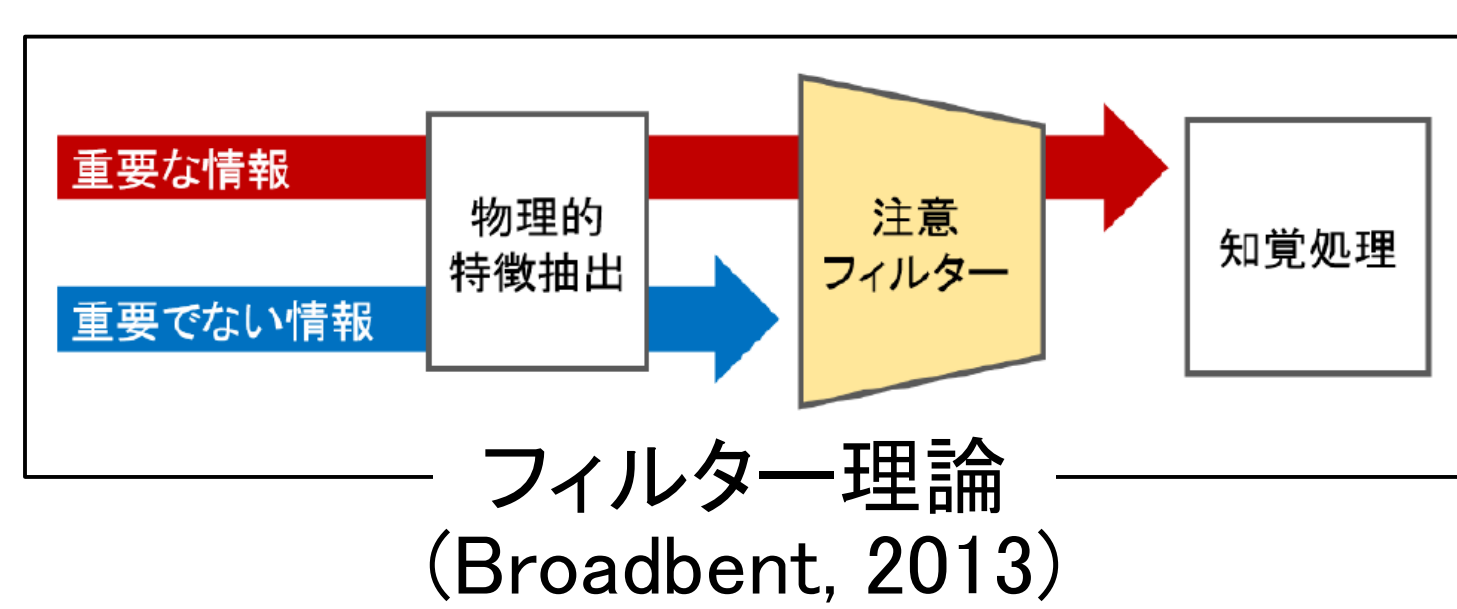 重要な情報
重要でない情報
物理的
特徴抽出
注意
フィルター
知覚処理
フィルター理論
(Broadbent, 2013)